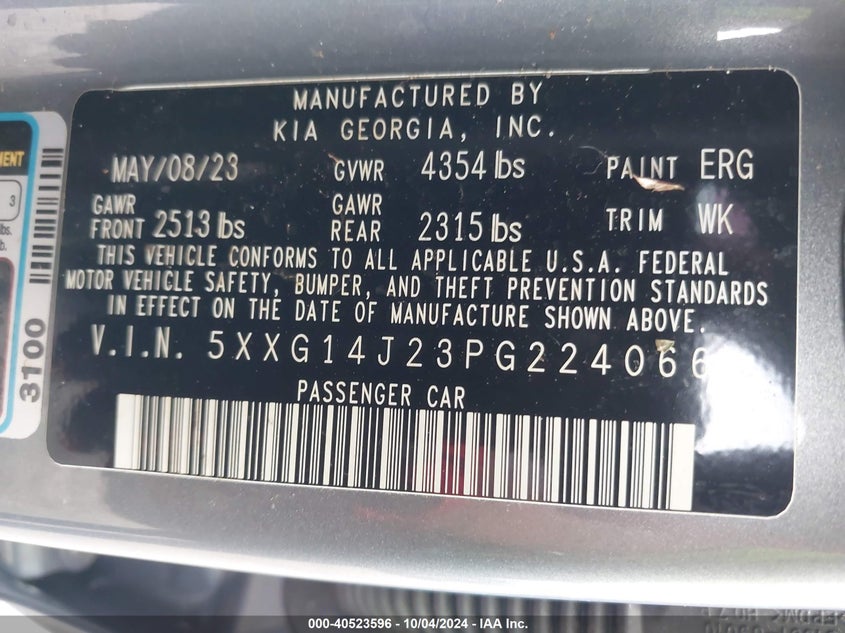 MANUFACTURED BY
KIA GEORGIA, INC.
MAY/08/23 GVWR 4354 lbs PAINT ERG
GAWR FRONT 2513 lbs GAWR REAR 2315 lbs TRIM WK
THIS VEHICLE CONFORMS TO ALL APPLICABLE U.S.A. FEDERAL
MOTOR VEHICLE SAFETY, BUMPER, AND THEFT PREVENTION STANDARDS
IN EFFECT ON THE DATE OF MANUFACTURE SHOWN ABOVE.
V.I.N. 5XXG14J23PG224066
PASSENGER CAR
3
lbs.
3100
000-40523596 - 10/04/2024 - IAA Inc.